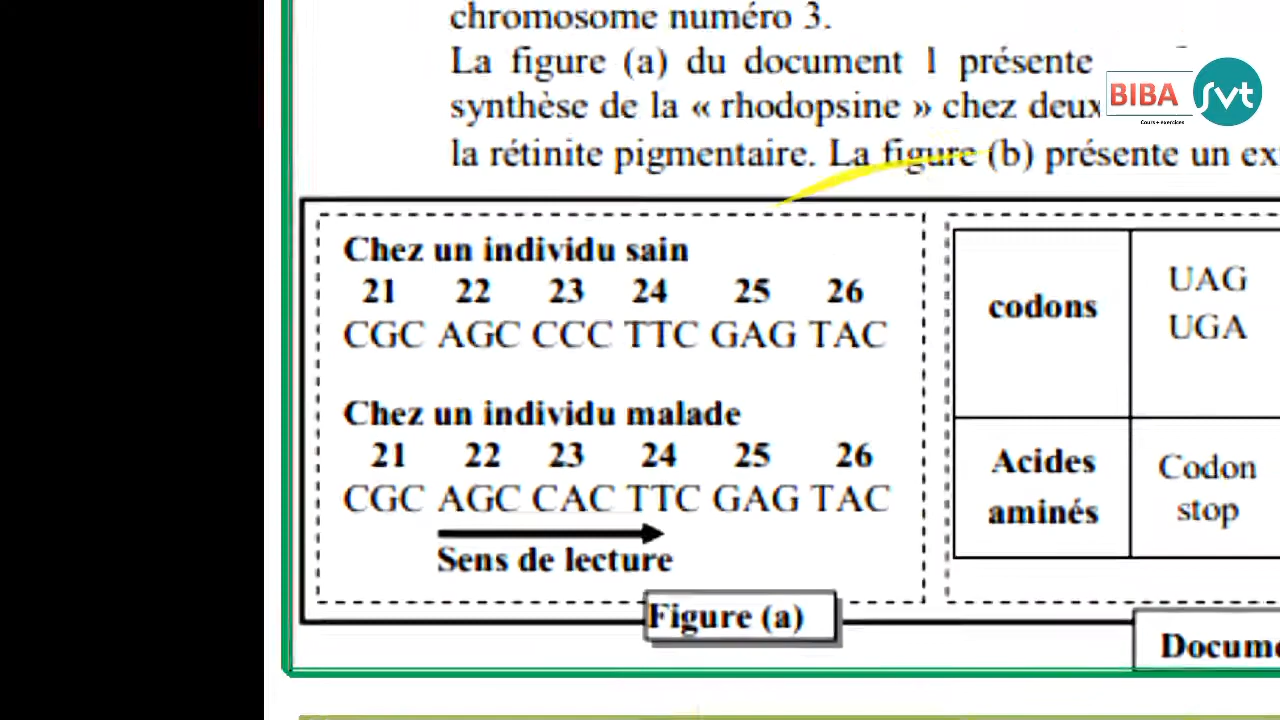 chromosome numéro 3.
La figure (a) du document 1 présente
synthèse de la « rhodopsine » chez deux
la rétinite pigmentaire. La figure (b) présente un
BIBA svt
Cours + exercices
Chez un individu sain
21 22 23 24 25 26
CGC AGC CCC TTC GAG TAC
Chez un individu malade
21 22 23 24 25 26
CGC AGC CAC TTC GAG TAC
Sens de lecture
Figure (a)
codons
UAG
UGA
Acides
aminés
Codon
stop